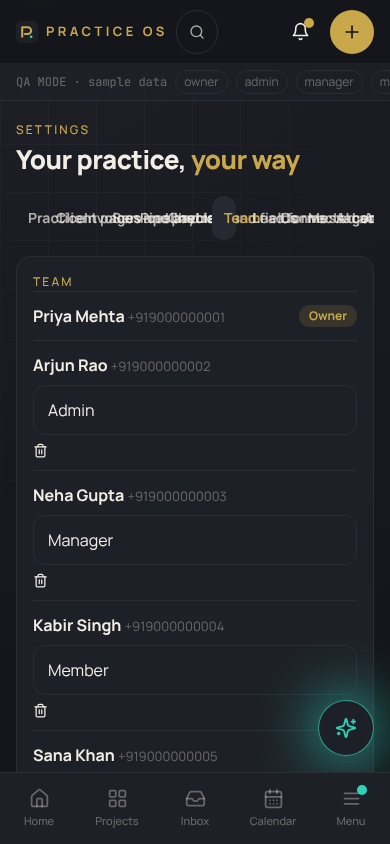 PRACTICE OS
QA MODE · sample data owner admin manager
SETTINGS
Your practice, your way
TEAM
Priya Mehta +919000000001 Owner
Arjun Rao +919000000002
Admin
Neha Gupta +919000000003
Manager
Kabir Singh +919000000004
Member
Sana Khan +919000000005
Home Projects Inbox Calendar Menu